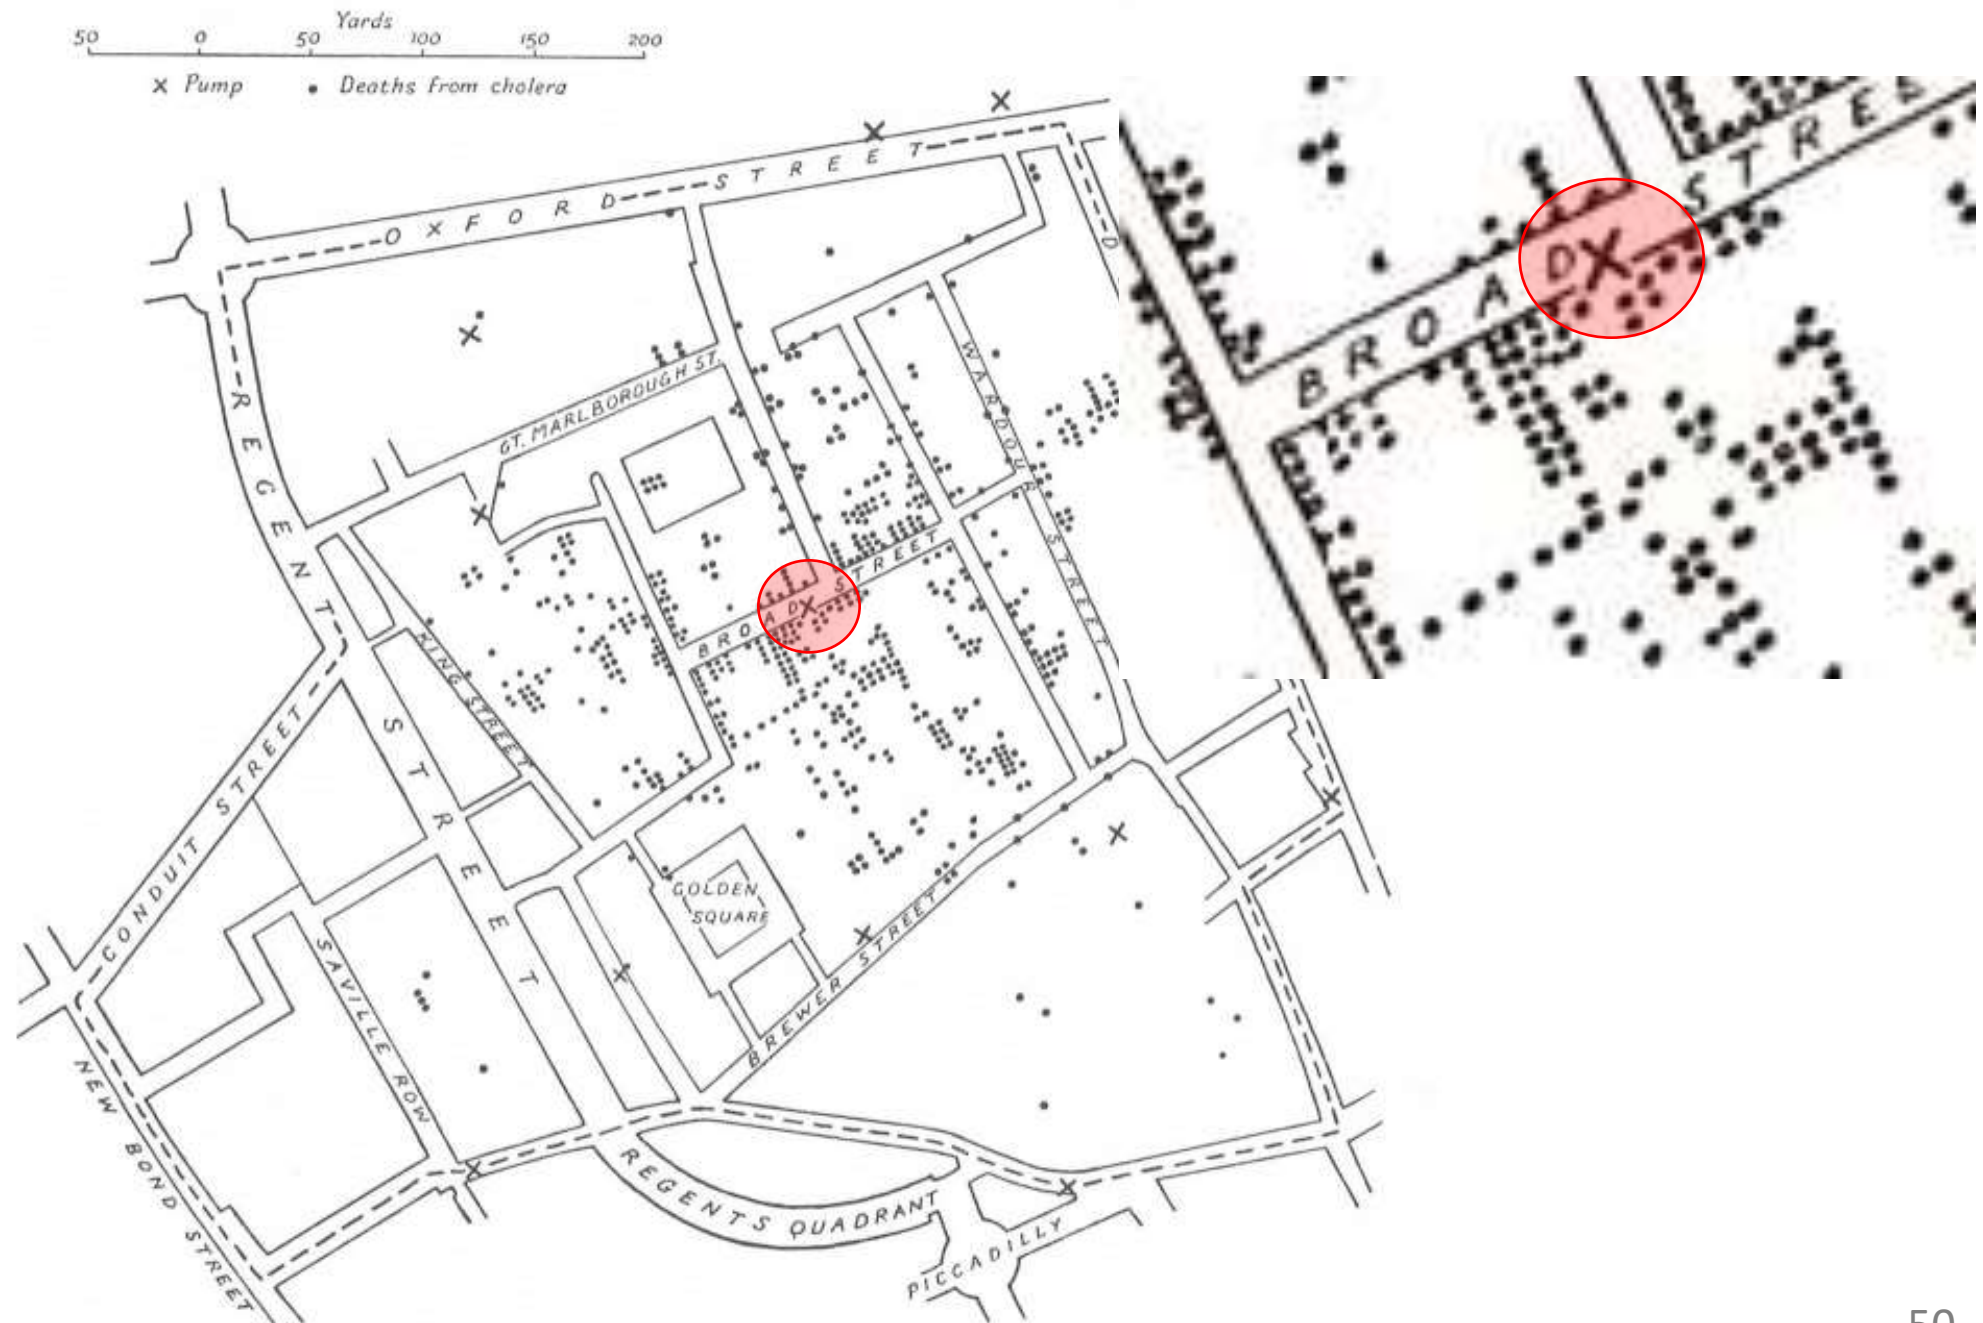 Yards
50 0 50 100 150 200
× Pump • Deaths from cholera
OXFORD STREET
REGENT STREET
GT. MARLBOROUGH ST.
WARDOUR STREET
BROAD STREET
KING STREET
CONDUIT STREET
GOLDEN
SQUARE
BREWER STREET
SAVILLE ROW
NEW BOND STREET
REGENTS QUADRANT
PICCADILLY
D
BROAD STREE
50